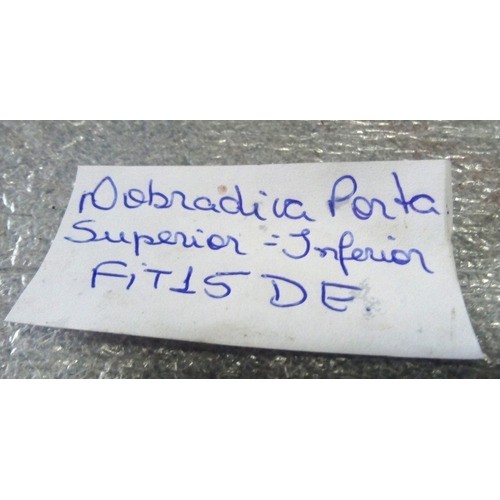 Dobradiça Porta.
Superior = Inferior
FiT15 DE